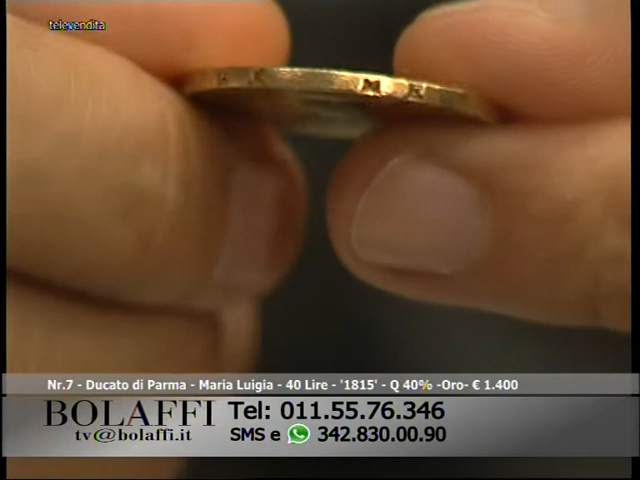 televendita
Nr.7 - Ducato di Parma - Maria Luigia - 40 Lire - '1815' - Q 40% -Oro- € 1.400
BOLAFFI
tv@bolaffi.it
Tel: 011.55.76.346
SMS e 342.830.00.90